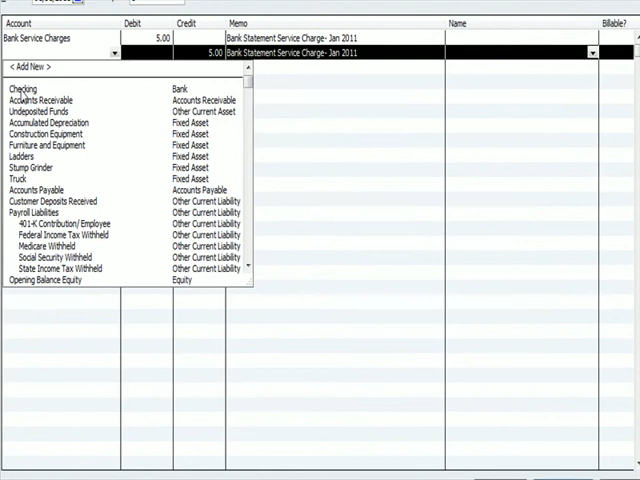 Account Debit Credit Memo Name Billable?
Bank Service Charges 5.00 Bank Statement Service Charge- Jan 2011
5.00 Bank Statement Service Charge- Jan 2011
< Add New >
Checking Bank
Accounts Receivable Accounts Receivable
Undeposited Funds Other Current Asset
Accumulated Depreciation Fixed Asset
Construction Equipment Fixed Asset
Furniture and Equipment Fixed Asset
Ladders Fixed Asset
Stump Grinder Fixed Asset
Truck Fixed Asset
Accounts Payable Accounts Payable
Customer Deposits Received Other Current Liability
Payroll Liabilities Other Current Liability
401-K Contribution/ Employee Other Current Liability
Federal Income Tax Withheld Other Current Liability
Medicare Withheld Other Current Liability
Social Security Withheld Other Current Liability
State Income Tax Withheld Other Current Liability
Opening Balance Equity Equity